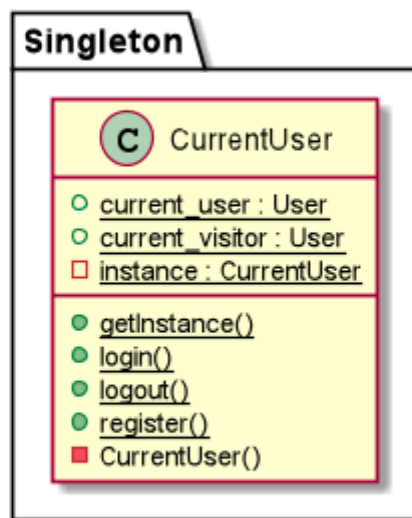 Singleton
C CurrentUser
current_user : User
current_visitor : User
instance : CurrentUser
getInstance()
login()
logout()
register()
CurrentUser()